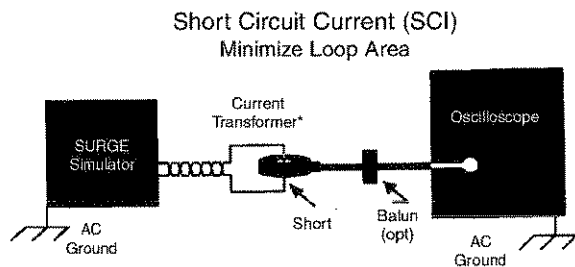 Short Circuit Current (SCI)
Minimize Loop Area
Current
Transformer*
SURGE
Simulator
Oscilloscope
Short
Balun
(opt)
AC
Ground
AC
Ground